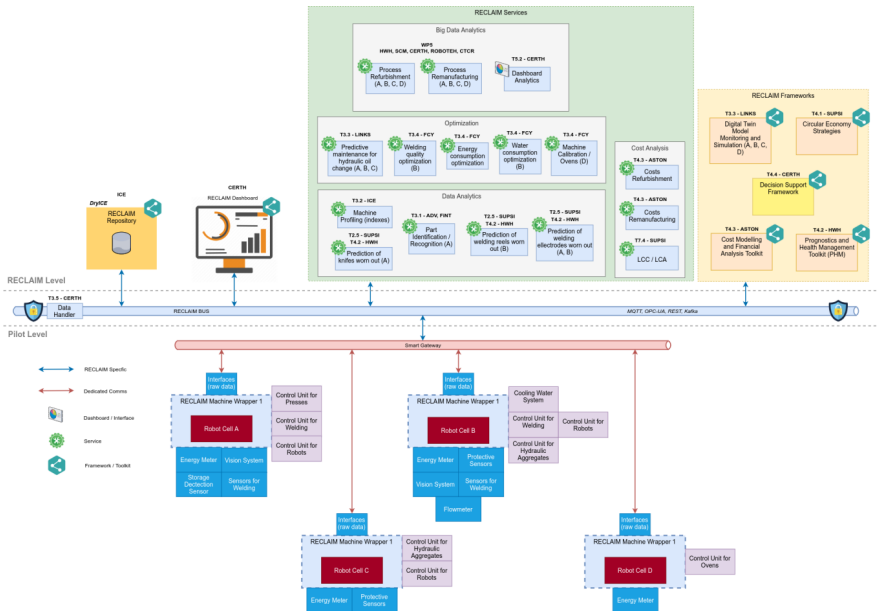 RECLAIM Services
Big Data Analytics
WP5
HWH, SCM, CERTH, ROBOTEH, CTCR
T5.2 - CERTH
Process
Refurbishment
(A, B, C, D)
Process
Remanufacturing
(A, B, C, D)
Dashboard
Analytics
Optimization
T3.3 - LINKS
Predictive
maintenance for
hydraulic oil
change (A, B, C)
T3.4 - FCY
Welding
quality
optimization
(B)
T3.4 - FCY
Energy
consumption
optimization
T3.4 - FCY
Water
consumption
optimization
(B)
T3.4 - FCY
Machine
Calibration /
Ovens (D)
Data Analytics
T3.2 - ICE
Machine
Profiling (indexes)
T2.5 - SUPSI
T4.2 - HWH
Prediction of
knifes worn out (A)
T3.1 - ADV, FINT
Part
Identification /
Recognition (A)
T2.5 - SUPSI
T4.2 - HWH
Prediction of
welding reels worn out
(B)
T2.5 - SUPSI
T4.2 - HWH
Prediction of
welding
electrodes worn out
(A, B)
Cost Analysis
T4.3 - ASTON
Costs
Refurbishment
T4.3 - ASTON
Costs
Remanufacturing
T7.4 - SUPSI
LCC / LCA
RECLAIM Frameworks
T3.3 - LINKS
Digital Twin
Model
Monitoring and
Simulation (A, B, C,
D)
T4.1 - SUPSI
Circular Economy
Strategies
T4.4 - CERTH
Decision Support
Framework
T4.3 - ASTON
Cost Modelling and
Financial
Analysis Toolkit
T4.2 - HWH
Prognostics and
Health Management
Toolkit (PHM)
ICE
DryICE
RECLAIM
Repository
CERTH
RECLAIM Dashboard
RECLAIM Level
T3.5 - CERTH
Data
Handler
RECLAIM BUS
MQTT, OPC-UA, REST, Kafka
Pilot Level
Smart Gateway
RECLAIM Specific
Dedicated Comms
Dashboard / Interface
Service
Framework / Toolkit
Interfaces
(raw data)
RECLAIM Machine Wrapper 1
Robot Cell A
Control Unit for
Presses
Control Unit for
Welding
Control Unit for
Robots
Energy Meter
Vision System
Storage
Dectection
Sensor
Sensors for
Welding
Interfaces
(raw data)
RECLAIM Machine Wrapper 1
Robot Cell B
Cooling Water
System
Control Unit for
Welding
Control Unit for
Robots
Control Unit for
Hydraulic
Aggregates
Energy Meter
Protective
Sensors
Vision System
Sensors for
Welding
Flowmeter
Interfaces
(raw data)
RECLAIM Machine Wrapper 1
Robot Cell C
Control Unit for
Hydraulic
Aggregates
Control Unit for
Robots
Energy Meter
Protective
Sensors
Interfaces
(raw data)
RECLAIM Machine Wrapper 1
Robot Cell D
Control Unit for
Ovens
Energy Meter